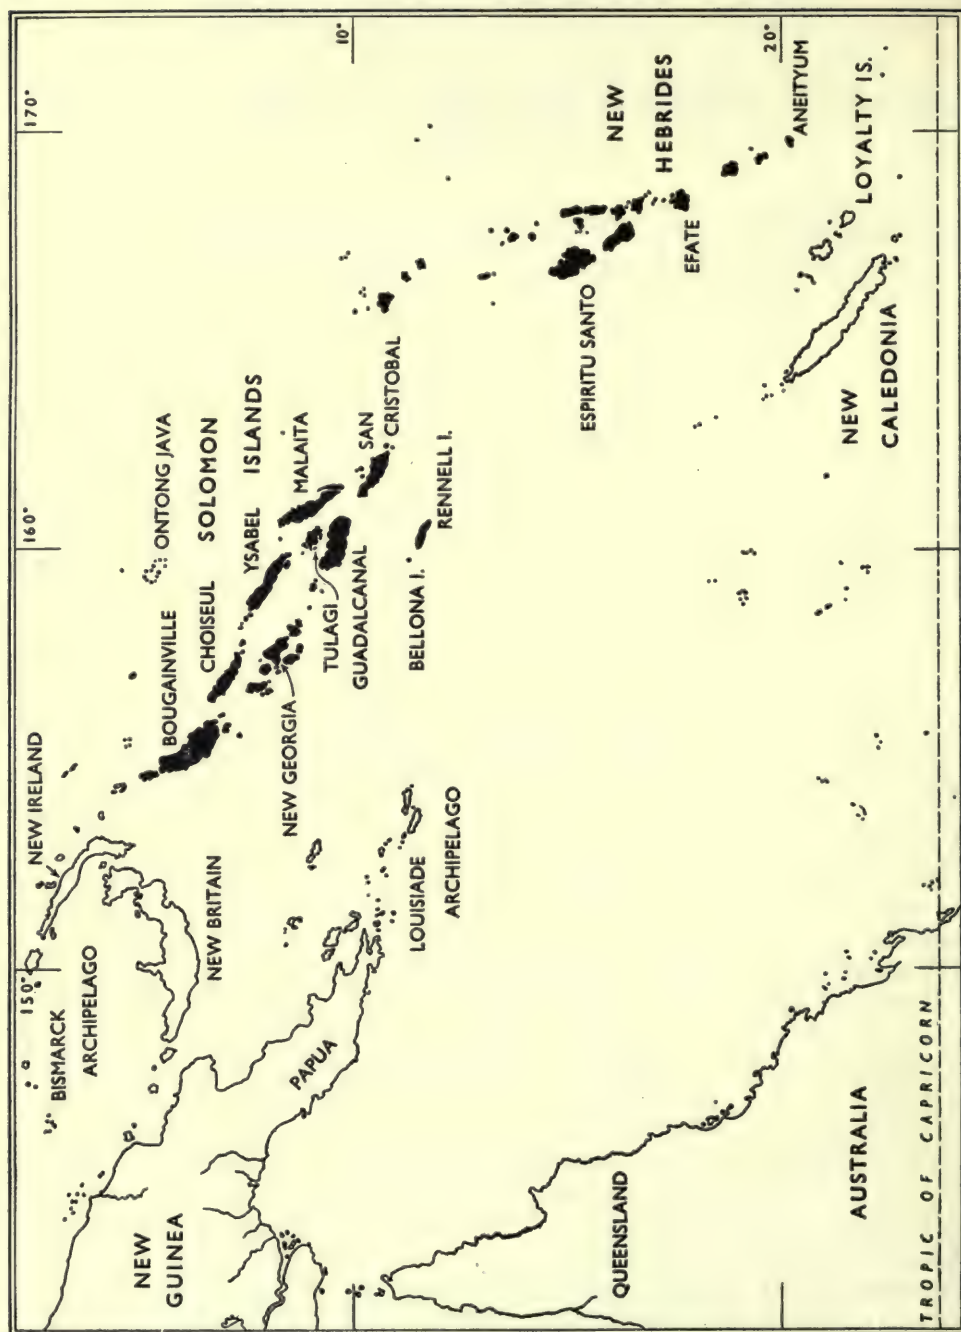 150°
160°
170°
10°
20°
NEW IRELAND
BISMARCK
ARCHIPELAGO
NEW BRITAIN
BOUGAINVILLE
ONTONG JAVA
CHOISEUL
SOLOMON
YSABEL
ISLANDS
MALAITA
NEW GEORGIA
TULAGI
GUADALCANAL
SAN
CRISTOBAL
BELLONA I.
RENNELL I.
NEW
GUINEA
PAPUA
LOUISIADE
ARCHIPELAGO
NEW
HEBRIDES
ESPIRITU SANTO
EFATE
ANEITYUM
LOYALTY IS.
NEW
CALEDONIA
QUEENSLAND
AUSTRALIA
TROPIC OF CAPRICORN